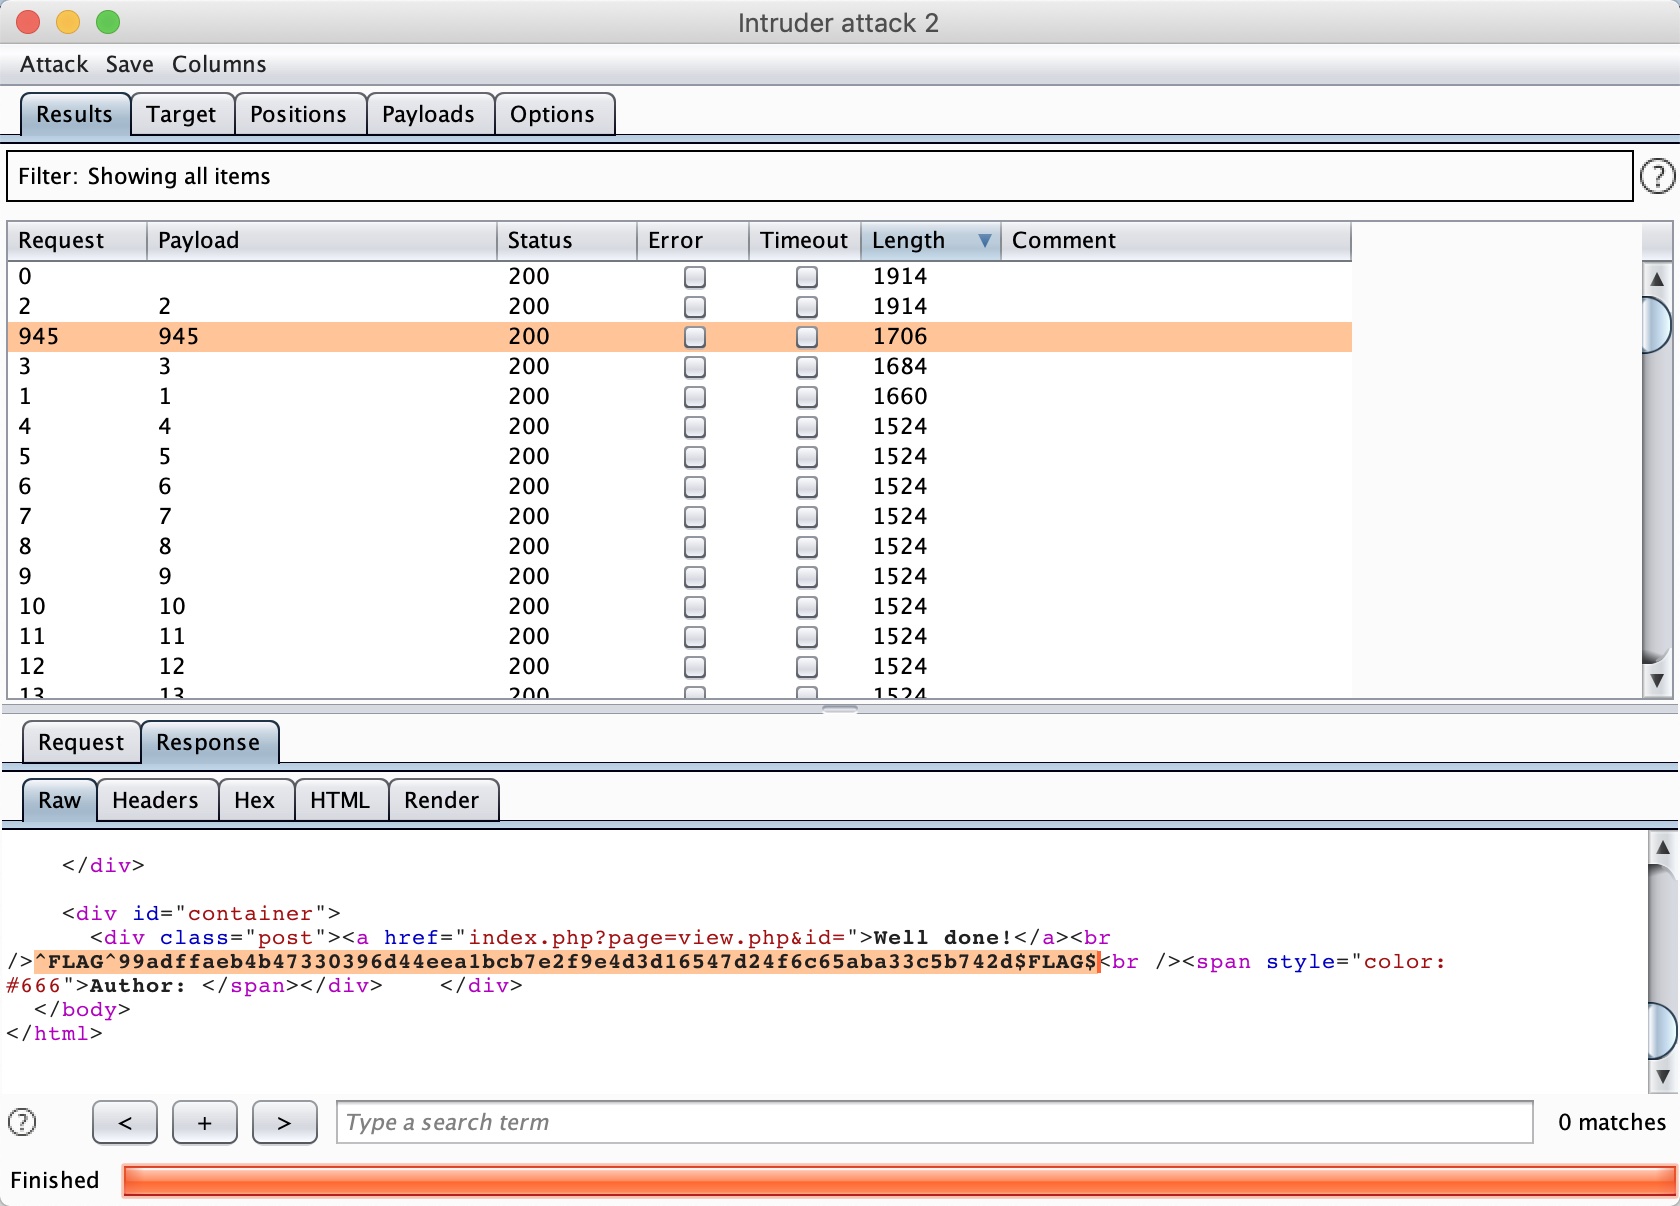 Intruder attack 2
Attack Save Columns
Results Target Positions Payloads Options
Filter: Showing all items ?
Request Payload Status Error Timeout Length Comment
0 200 1914
2 2 200 1914
945 945 200 1706
3 3 200 1684
1 1 200 1660
4 4 200 1524
5 5 200 1524
6 6 200 1524
7 7 200 1524
8 8 200 1524
9 9 200 1524
10 10 200 1524
11 11 200 1524
12 12 200 1524
13 13 200 1524
Request Response
Raw Headers Hex HTML Render
</div>
<div id="container">
<div class="post"><a href="index.php?page=view.php&id=">Well done!</a><br
/>^FLAG^99adffaeb4b47330396d44eea1bcb7e2f9e4d3d16547d24f6c65aba33c5b742d$FLAG$<br /><span style="color:
#666">Author: </span></div> </div>
</body>
</html>
? < + > Type a search term 0 matches
Finished